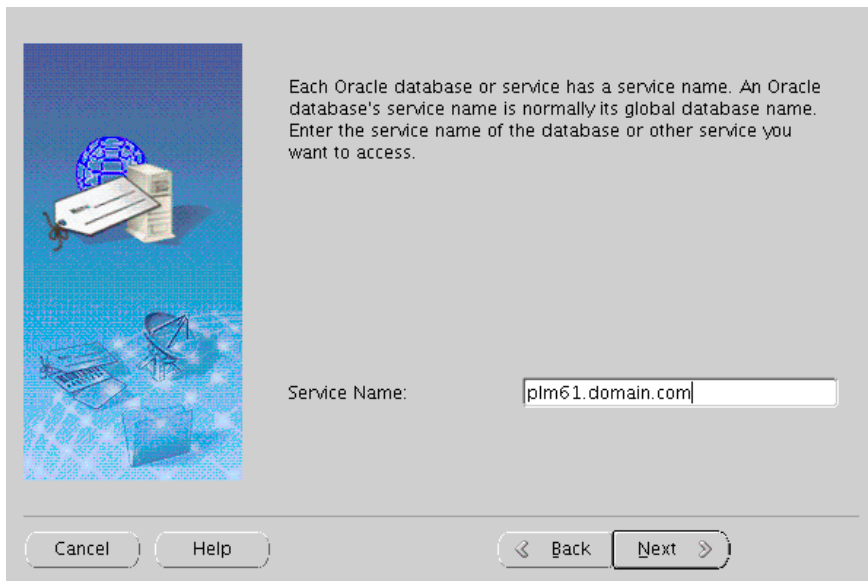 Each Oracle database or service has a service name. An Oracle
database's service name is normally its global database name.
Enter the service name of the database or other service you
want to access.
Service Name: plm61.domain.com
Cancel Help Back Next